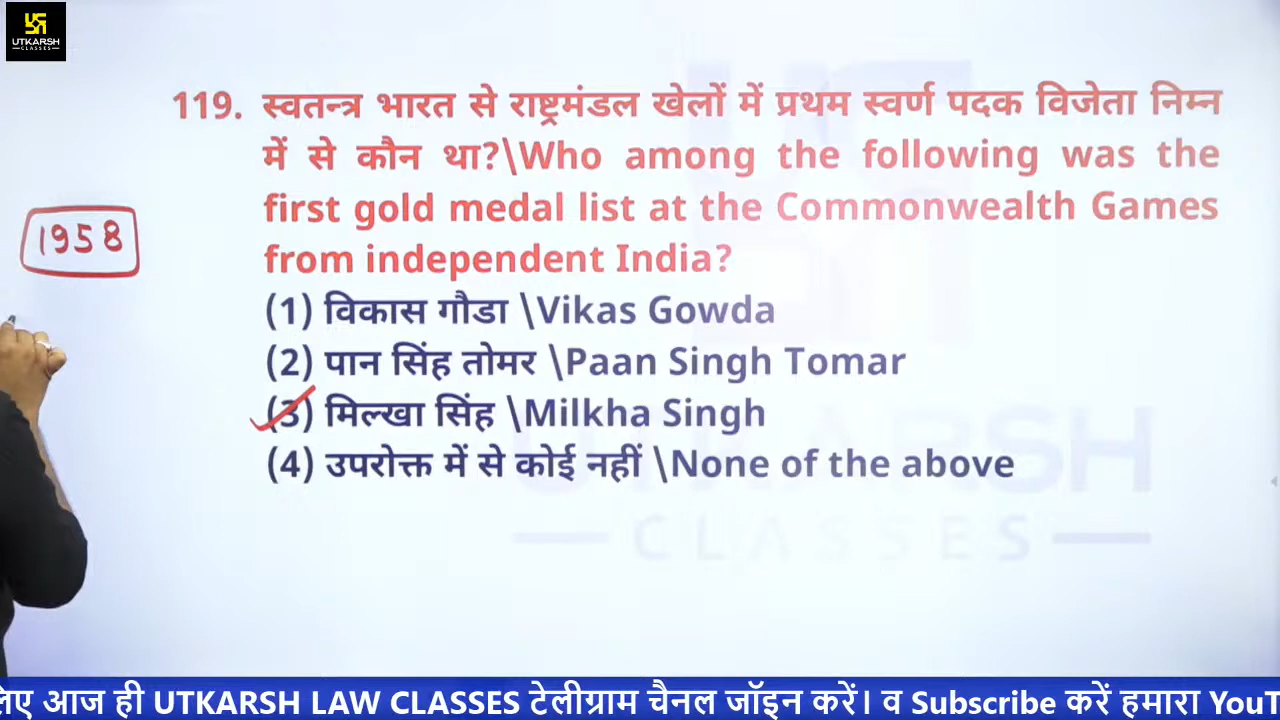 UTKARSH
CLASSES
119. स्वतन्त्र भारत से राष्ट्रमंडल खेलों में प्रथम स्वर्ण पदक विजेता निम्न
में से कौन था?\Who among the following was the
first gold medal list at the Commonwealth Games
from independent India?
1958
(1) विकास गौडा \Vikas Gowda
(2) पान सिंह तोमर \Paan Singh Tomar
(3) मिल्खा सिंह \Milkha Singh
(4) उपरोक्त में से कोई नहीं \None of the above
UTKARSH
CLASSES
आज ही UTKARSH LAW CLASSES टेलीग्राम चैनल जॉइन करें। व Subscribe करें हमारा